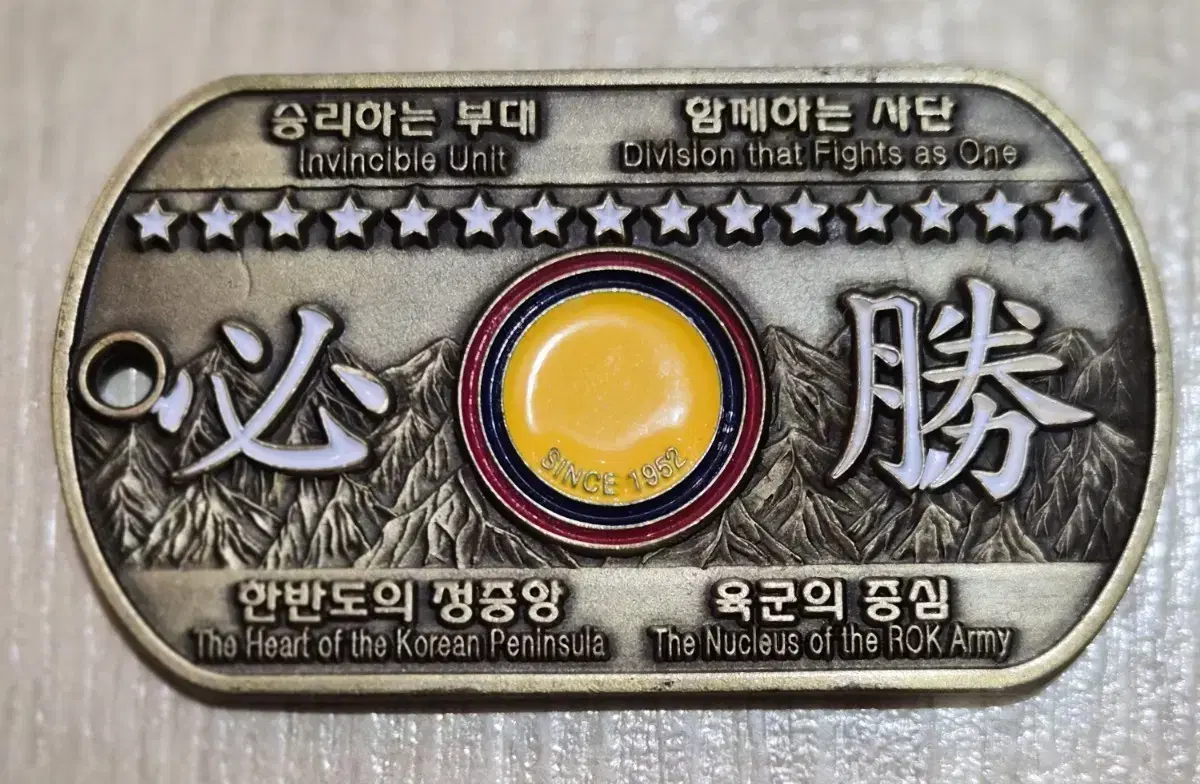 승리하는 부대
Invincible Unit
함께하는 사단
Division that Fights as One
必勝
SINCE 1952
한반도의 정중앙
The Heart of the Korean Peninsula
육군의 중심
The Nucleus of the ROK Army